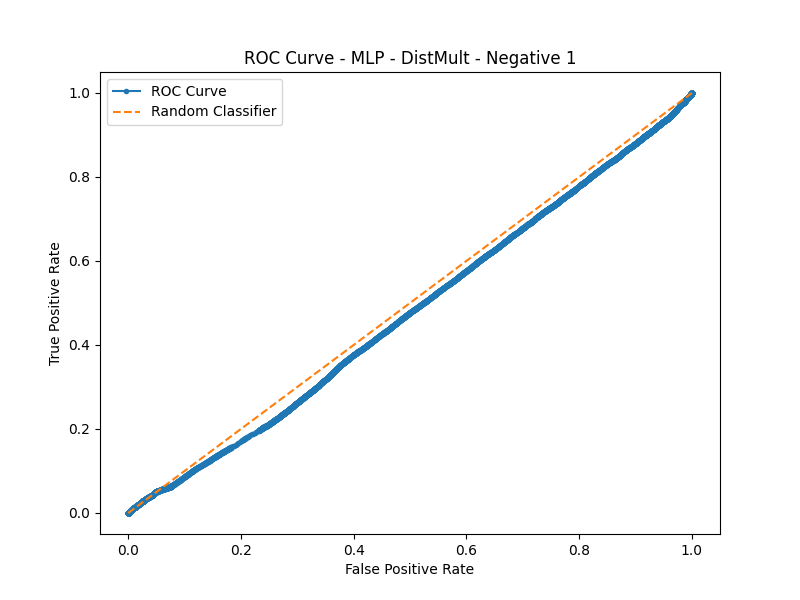 ROC Curve - MLP - DistMult - Negative 1
ROC Curve
Random Classifier
1.0
0.8
0.6
0.4
0.2
0.0
True Positive Rate
0.0 0.2 0.4 0.6 0.8 1.0
False Positive Rate